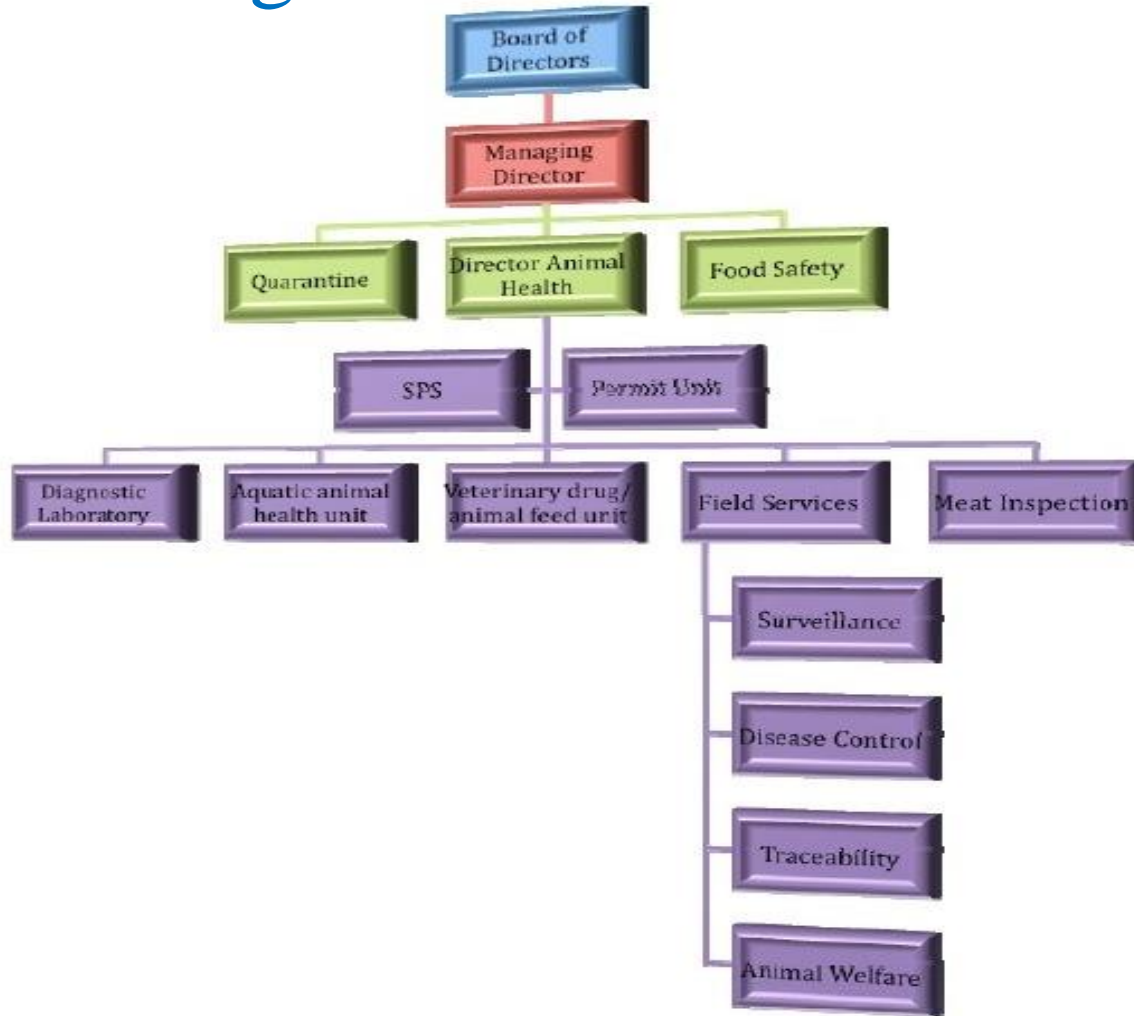 Board of
Directors
Managing
Director
Quarantine
Director Animal
Health
Food Safety
SPS
Permit Unit
Diagnostic
Laboratory
Aquatic animal
health unit
Veterinary drug/
animal feed unit
Field Services
Meat Inspection
Surveillance
Disease Control
Traceability
Animal Welfare